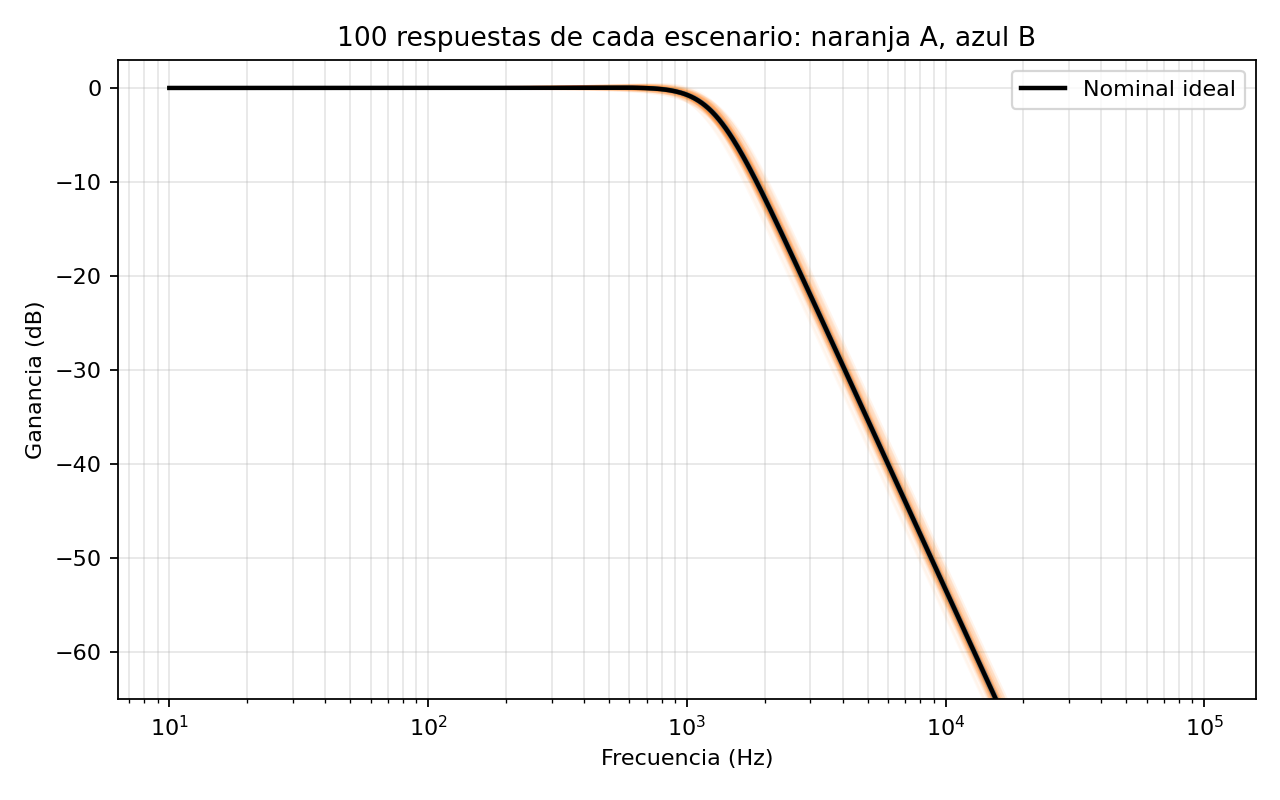 100 respuestas de cada escenario: naranja A, azul B
Nominal ideal
Ganancia (dB)
0
−10
−20
−30
−40
−50
−60
10¹ 10² 10³ 10⁴ 10⁵
Frecuencia (Hz)